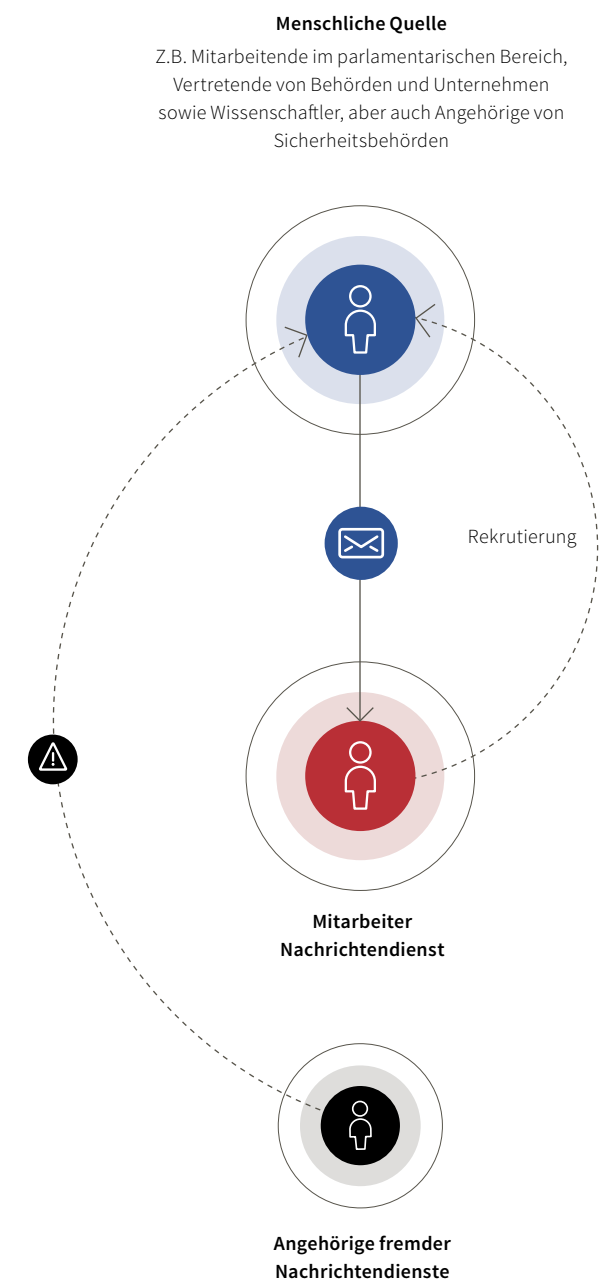 Menschliche Quelle
Z.B. Mitarbeitende im parlamentarischen Bereich,
Vertretende von Behörden und Unternehmen
sowie Wissenschaftler, aber auch Angehörige von
Sicherheitsbehörden
Rekrutierung
Mitarbeiter
Nachrichtendienst
Angehörige fremder
Nachrichtendienste